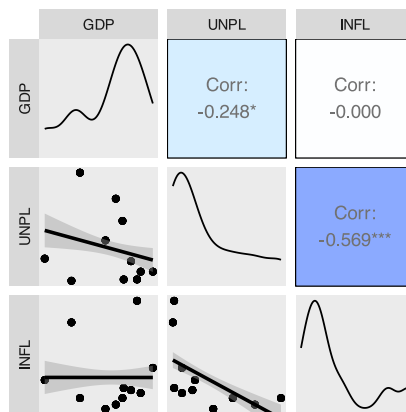 GDP UNPL INFL
GDP
Corr:
-0.248*
Corr:
-0.000
UNPL
Corr:
-0.569***
INFL